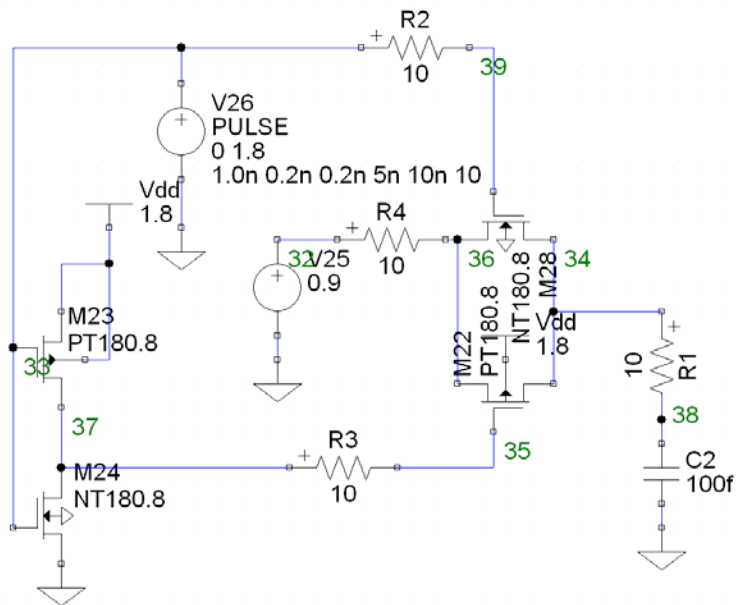 R2
+
10
39
V26
+
PULSE
0 1.8
1.0n 0.2n 0.2n 5n 10n 10
Vdd
1.8
R4
+
10
32
V25
+
0.9
36
34
M28
NT180.8
M22
PT180.8
Vdd
1.8
M23
PT180.8
33
37
+
10
R1
38
R3
+
10
35
M24
NT180.8
C2
100f